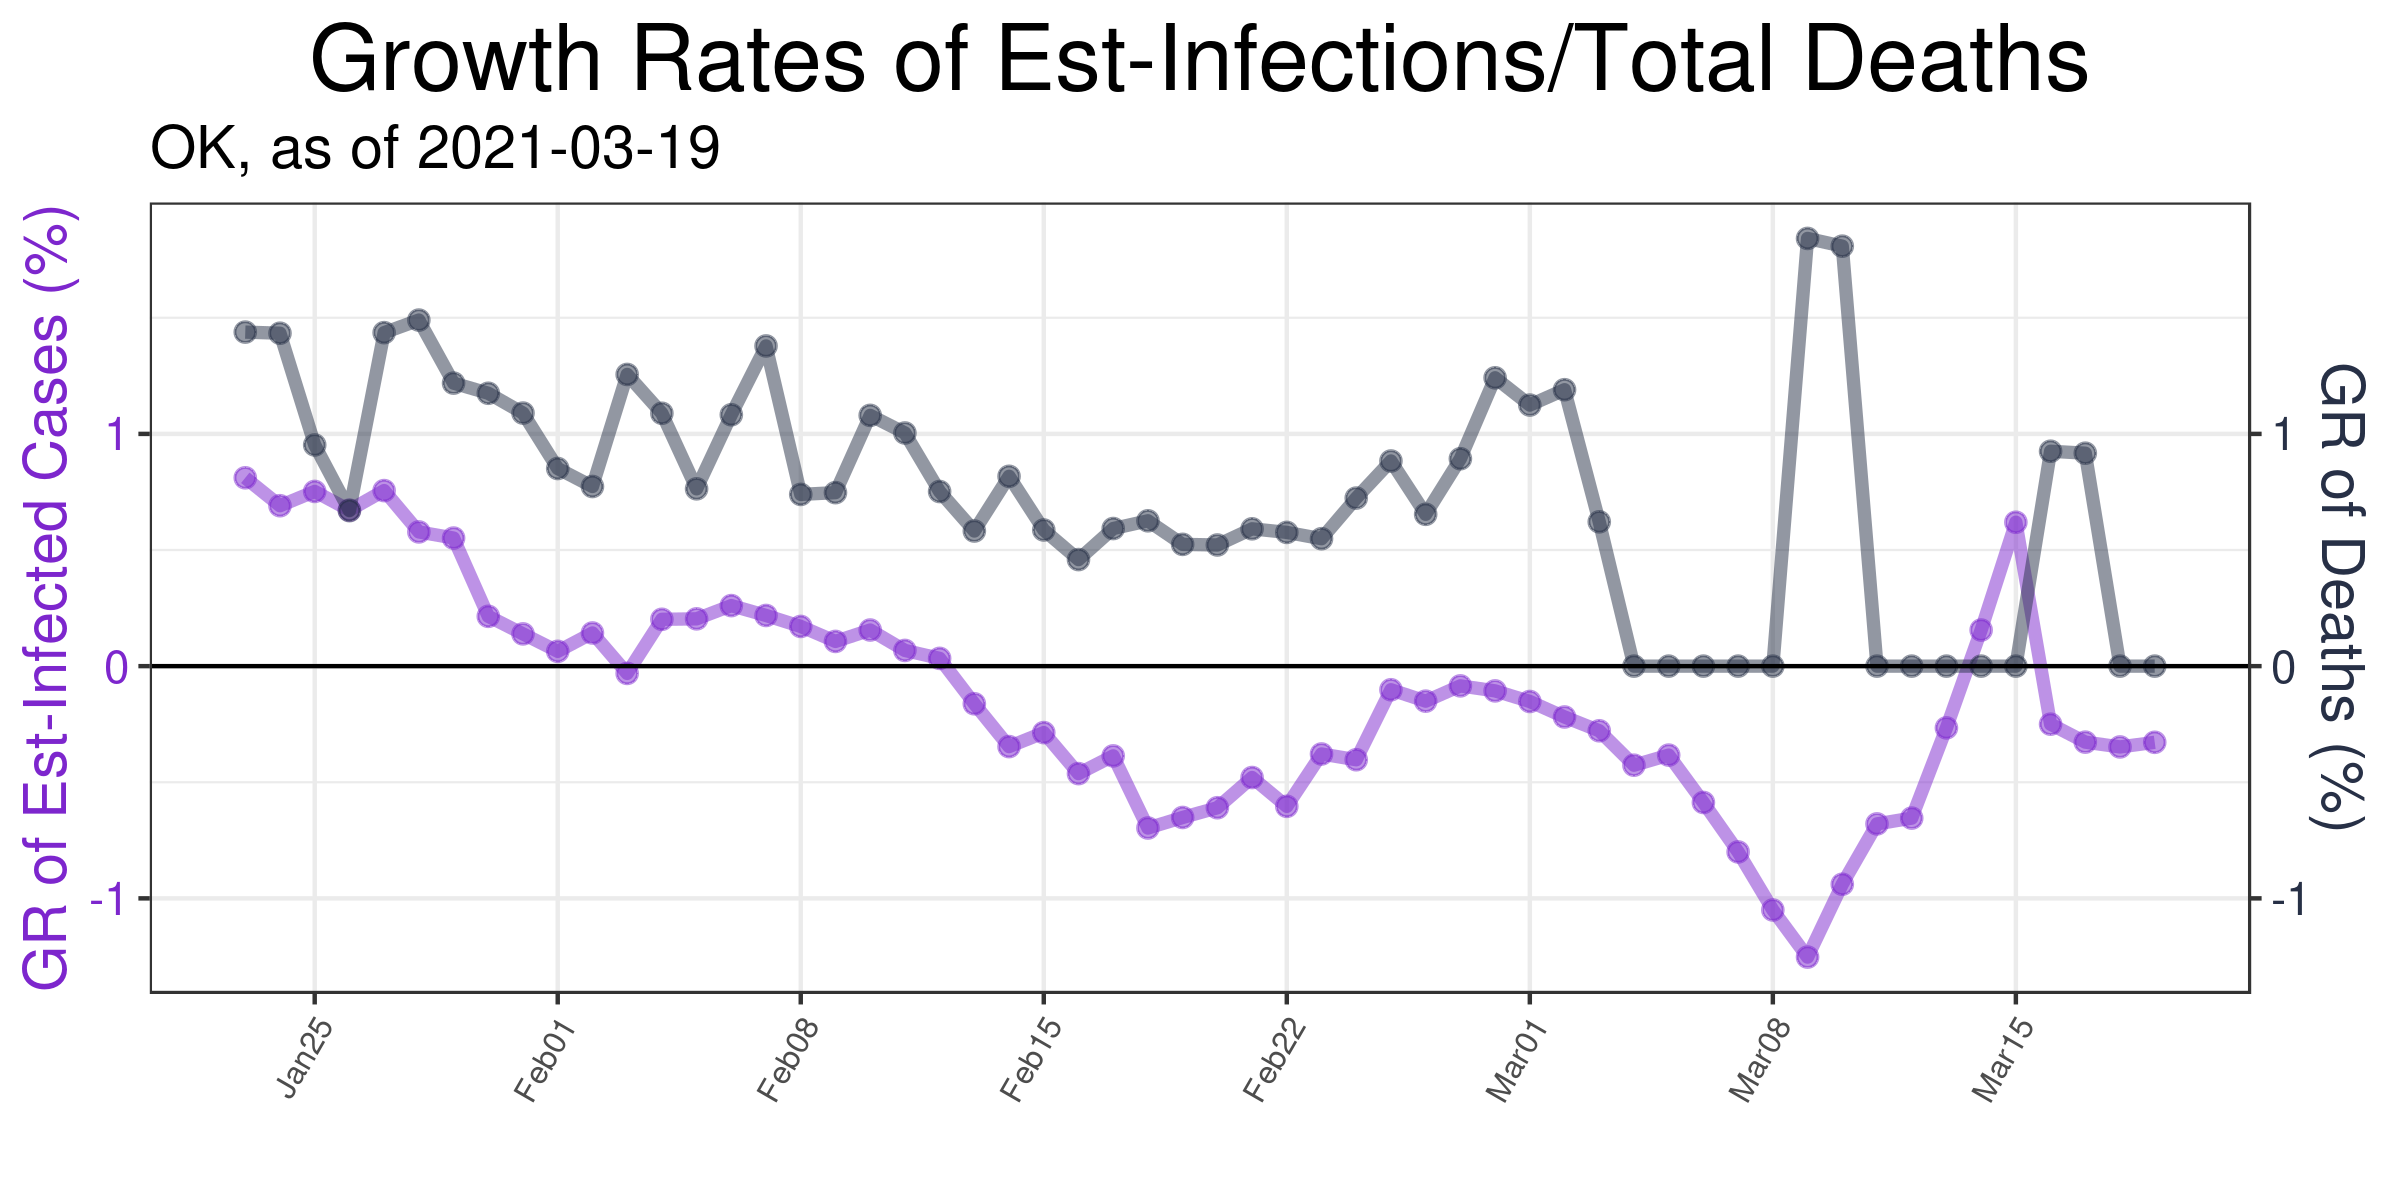 Growth Rates of Est-Infections/Total Deaths
OK, as of 2021-03-19
GR of Est-Infected Cases (%)
1
0
-1
1
0
-1
GR of Deaths (%)
Jan25
Feb01
Feb08
Feb15
Feb22
Mar01
Mar08
Mar15